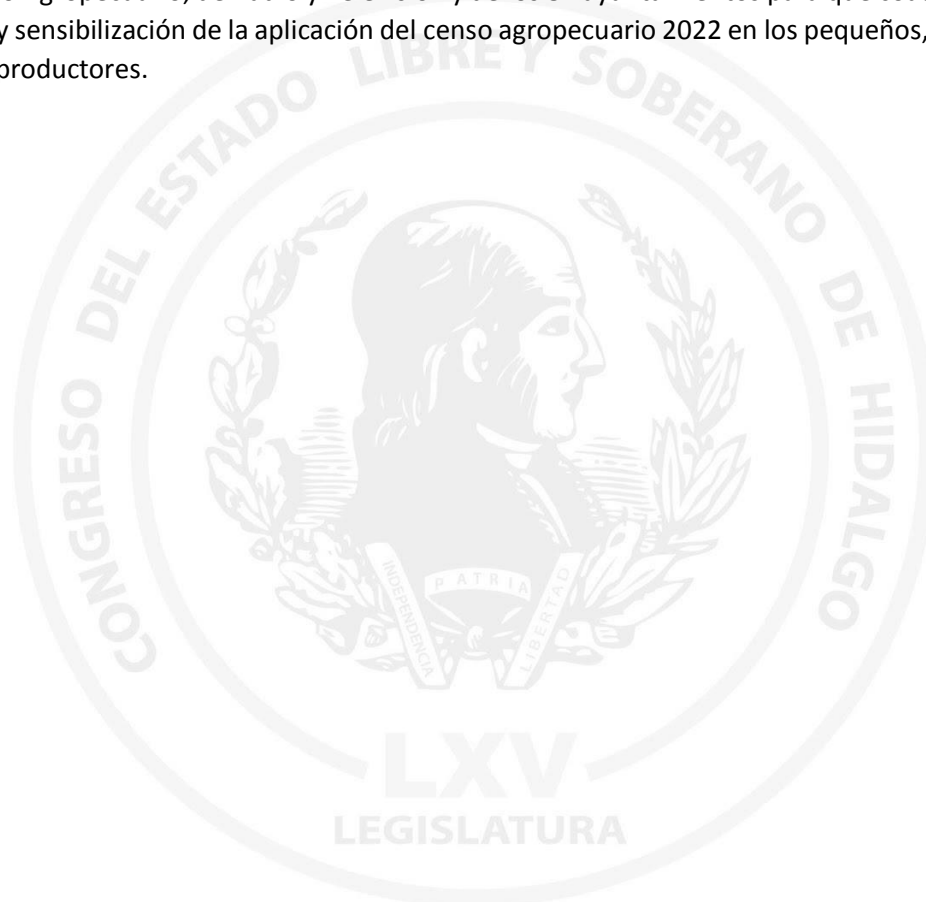 y sensibilización de la aplicación del censo agropecuario 2022 en los pequeños,
productores.
CONGRESO DEL ESTADO LIBRE Y SOBERANO DE HIDALGO
INDEPENDENCIA
PATRIA
LIBERTAD
LXV
LEGISLATURA